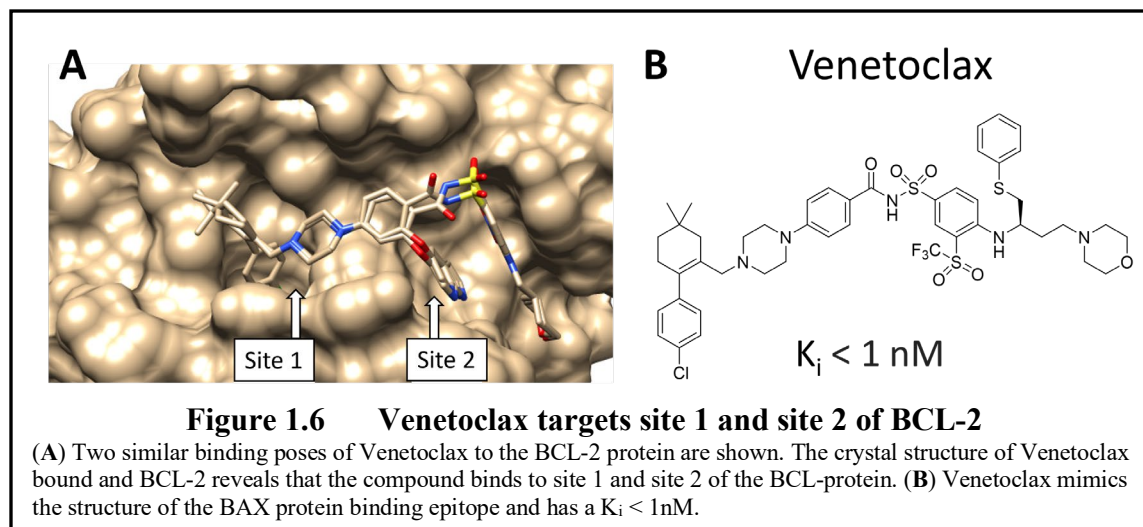 A
B
Venetoclax
O
O
O
S
N
H
S
N
N
N
H
N
O
F₃C
S
O
O
Cl
Kᵢ < 1 nM
Site 1
Site 2
Figure 1.6 Venetoclax targets site 1 and site 2 of BCL-2
(A) Two similar binding poses of Venetoclax to the BCL-2 protein are shown. The crystal structure of Venetoclax
bound and BCL-2 reveals that the compound binds to site 1 and site 2 of the BCL-protein. (B) Venetoclax mimics
the structure of the BAX protein binding epitope and has a Kᵢ < 1nM.